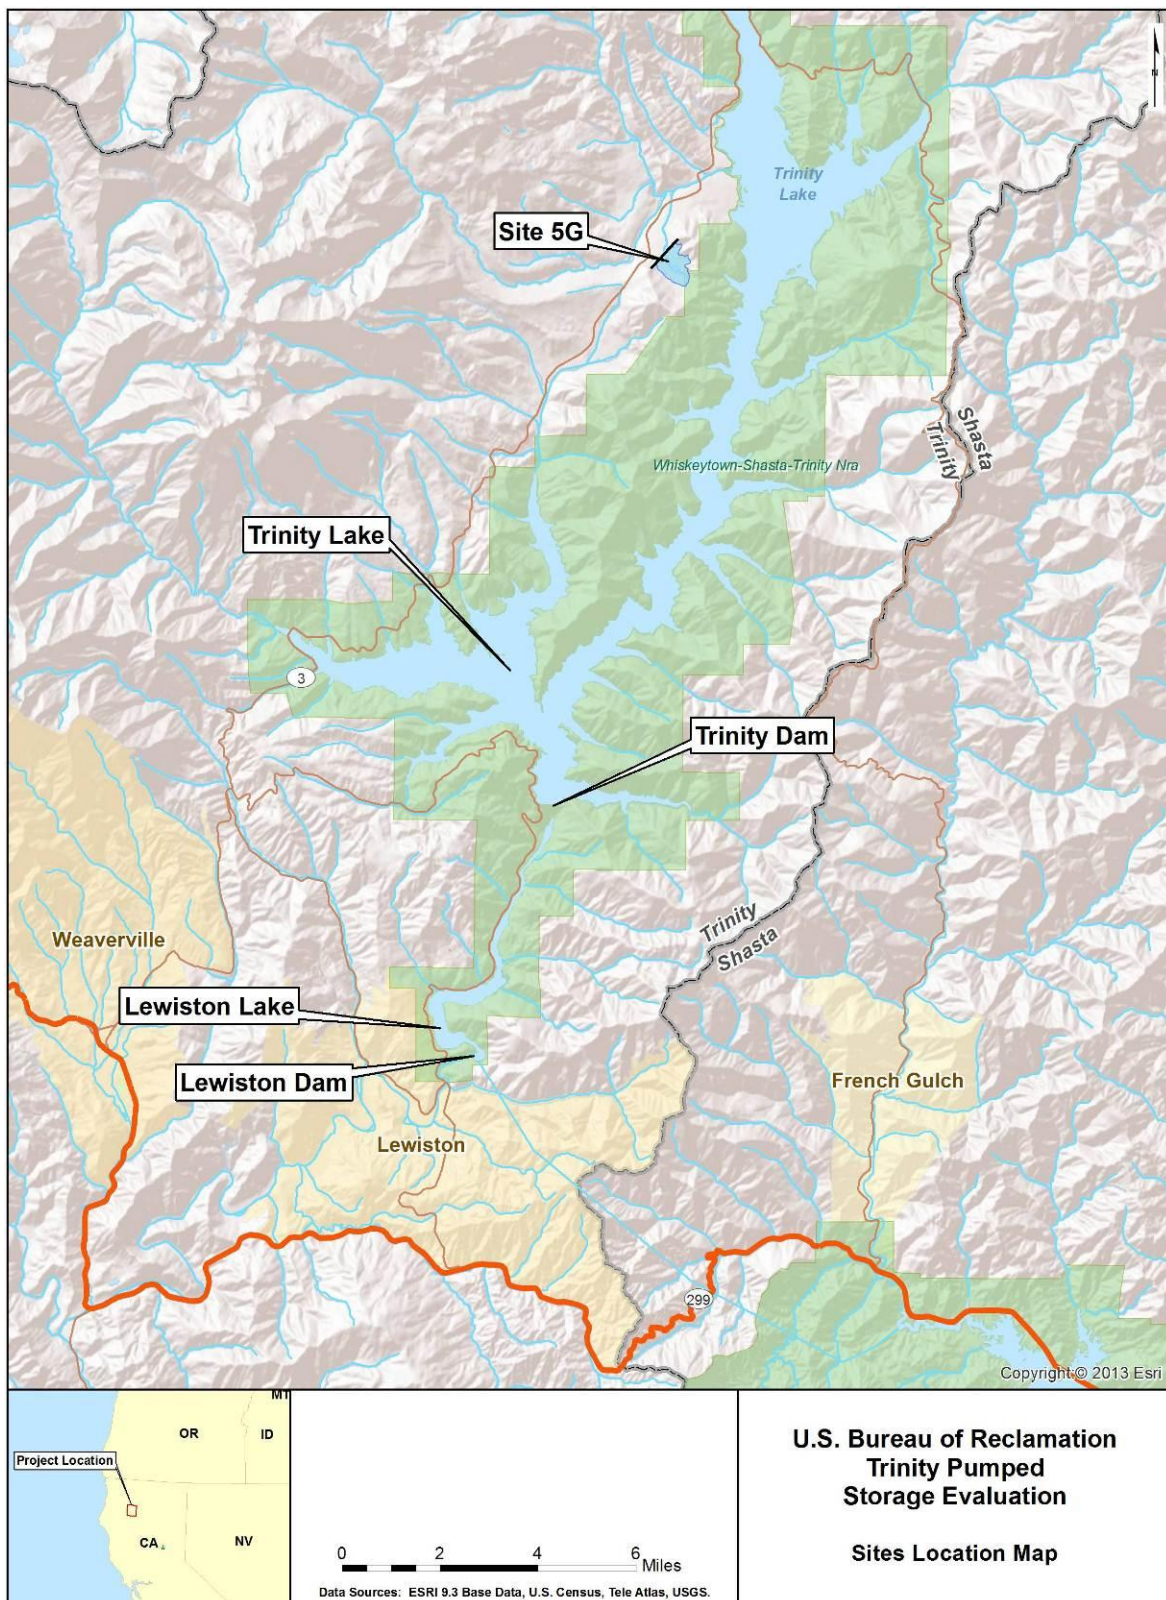 N
Trinity
Lake
Site 5G
Shasta
Trinity
Whiskeytown-Shasta-Trinity Nra
Trinity Lake
3
Trinity Dam
Trinity
Shasta
Weaverville
Lewiston Lake
Lewiston Dam
French Gulch
Lewiston
299
Copyright:© 2013 Esri
MT
OR
ID
Project Location
CA
NV
0 2 4 6
Miles
Data Sources: ESRI 9.3 Base Data, U.S. Census, Tele Atlas, USGS.
U.S. Bureau of Reclamation
Trinity Pumped
Storage Evaluation
Sites Location Map